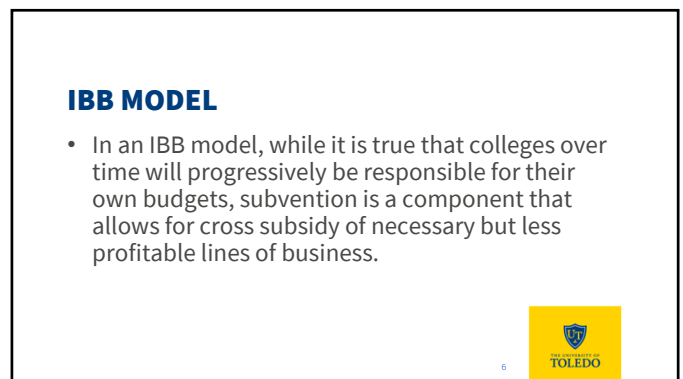 IBB MODEL
• In an IBB model, while it is true that colleges over
time will progressively be responsible for their
own budgets, subvention is a component that
allows for cross subsidy of necessary but less
profitable lines of business.
UT
THE UNIVERSITY OF
TOLEDO
6